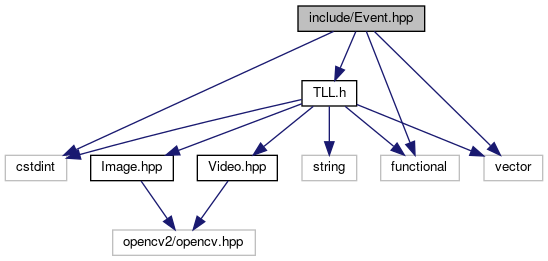 include/Event.hpp
TLL.h
cstdint
Image.hpp
Video.hpp
string
functional
vector
opencv2/opencv.hpp